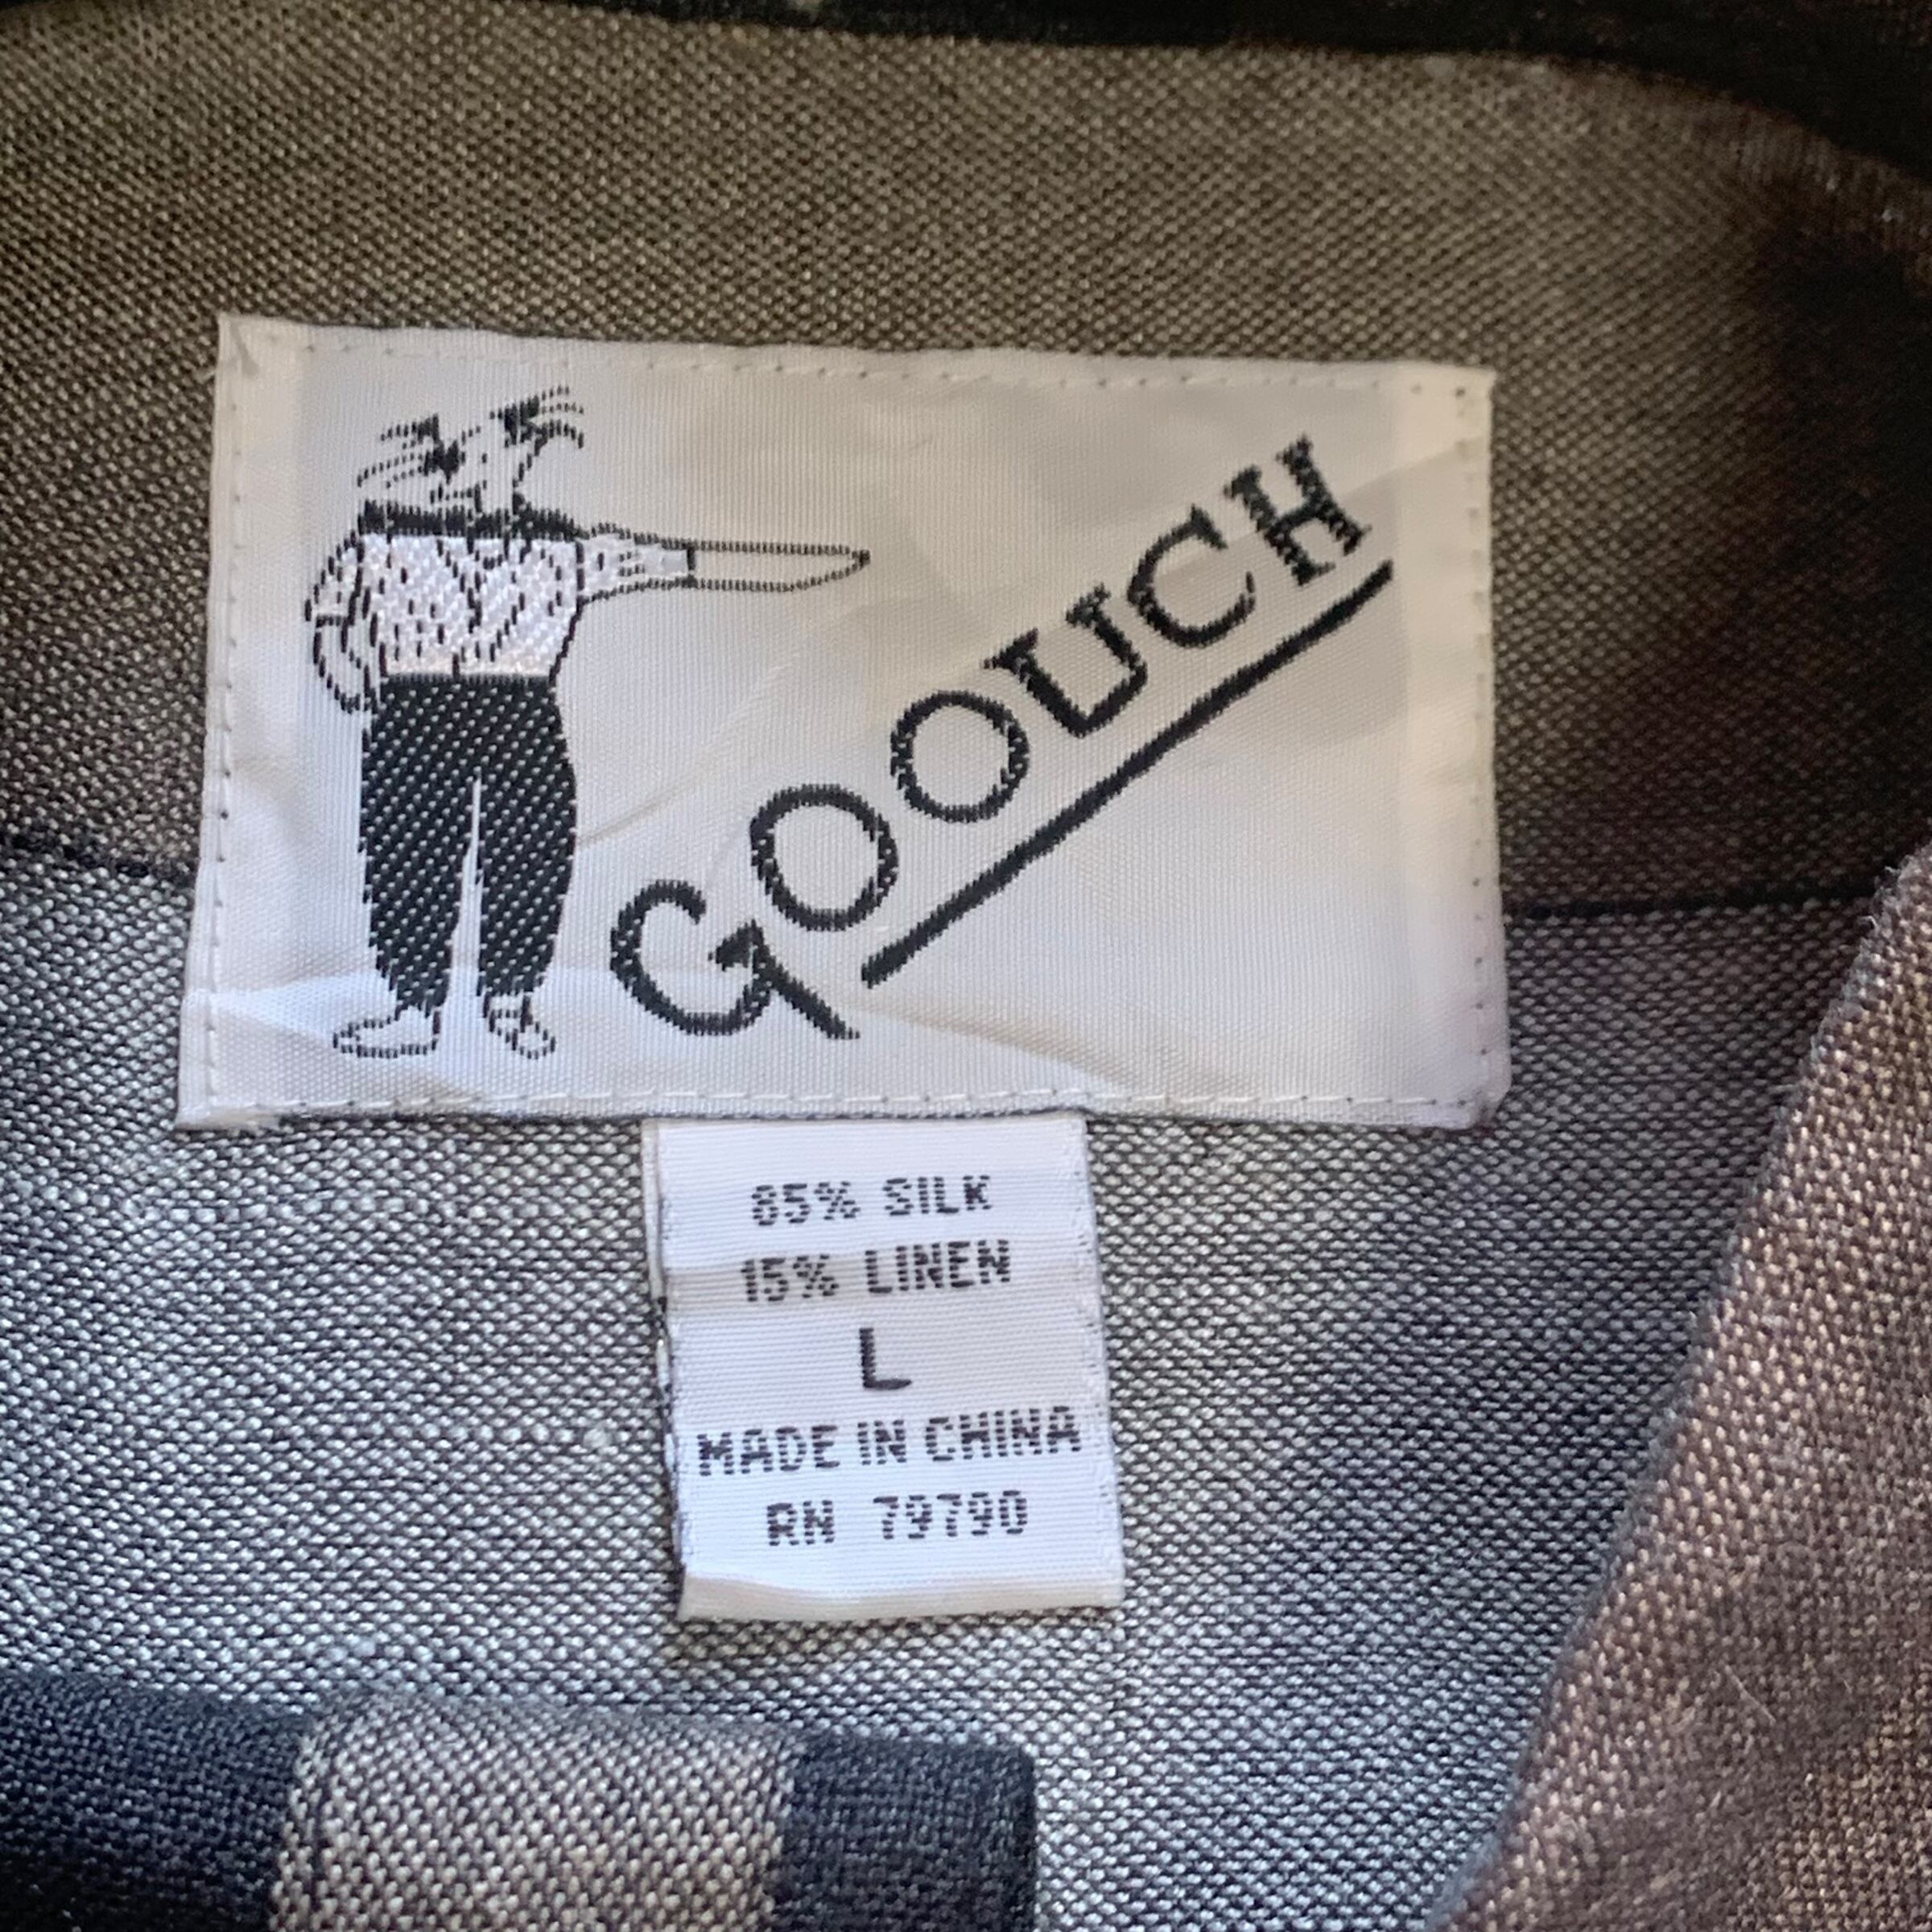 GOOUCH
85% SILK
15% LINEN
L
MADE IN CHINA
RN 79790